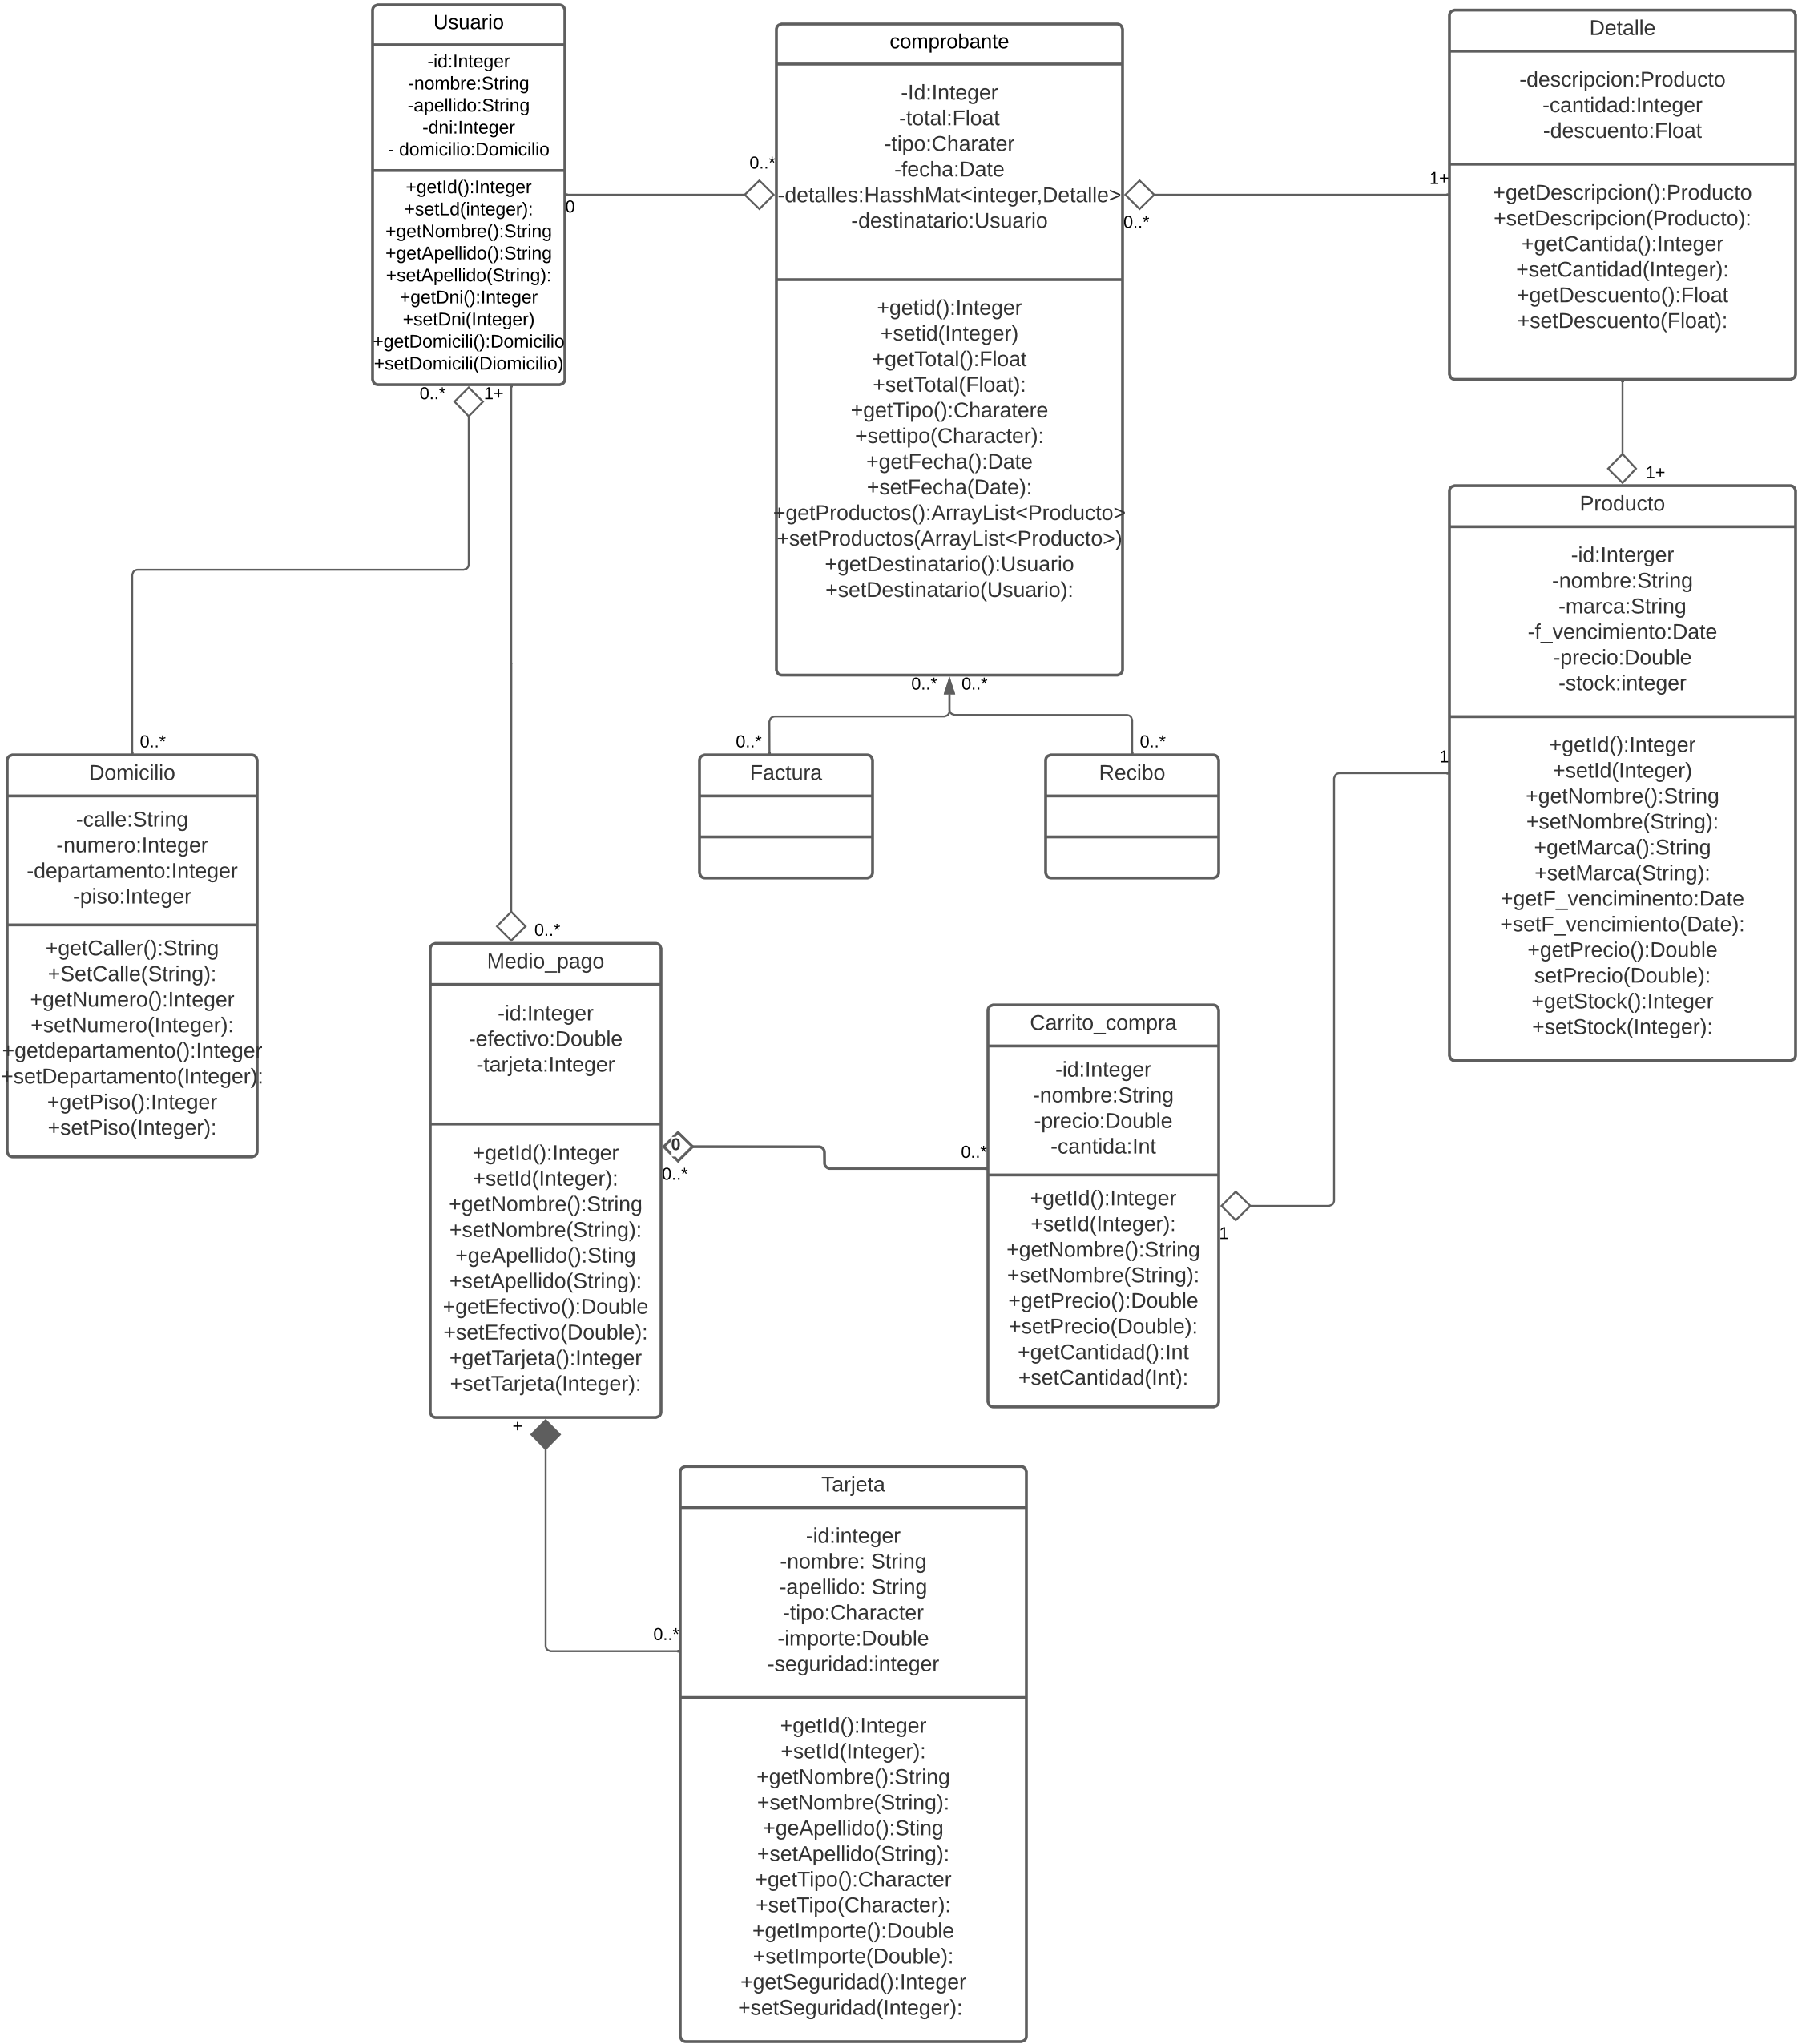 Usuario
-id:Integer
-nombre:String
-apellido:String
-dni:Integer
- domicilio:Domicilio
+getId():Integer
+setLd(integer):
+getNombre():String
+getApellido():String
+setApellido(String):
+getDni():Integer
+setDni(Integer)
+getDomicili():Domicilio
+setDomicili(Diomicilio)
0
0..*
0..*
1+
comprobante
-Id:Integer
-total:Float
-tipo:Charater
-fecha:Date
-detalles:HasshMat<integer,Detalle>
-destinatario:Usuario
+getid():Integer
+setid(Integer)
+getTotal():Float
+setTotal(Float):
+getTipo():Charatere
+settipo(Character):
+getFecha():Date
+setFecha(Date):
+getProductos():ArrayList<Producto>
+setProductos(ArrayList<Producto>)
+getDestinatario():Usuario
+setDestinatario(Usuario):
0..*
1+
0..*
0..*
Detalle
-descripcion:Producto
-cantidad:Integer
-descuento:Float
+getDescripcion():Producto
+setDescripcion(Producto):
+getCantida():Integer
+setCantidad(Integer):
+getDescuento():Float
+setDescuento(Float):
1+
Producto
-id:Interger
-nombre:String
-marca:String
-f_vencimiento:Date
-precio:Double
-stock:integer
+getId():Integer
+setId(Integer)
+getNombre():String
+setNombre(String):
+getMarca():String
+setMarca(String):
+getF_venciminento:Date
+setF_vencimiento(Date):
+getPrecio():Double
setPrecio(Double):
+getStock():Integer
+setStock(Integer):
1
0..*
Domicilio
-calle:String
-numero:Integer
-departamento:Integer
-piso:Integer
+getCaller():String
+SetCalle(String):
+getNumero():Integer
+setNumero(Integer):
+getdepartamento():Integer
+setDepartamento(Integer):
+getPiso():Integer
+setPiso(Integer):
0..*
Factura
0..*
Recibo
0..*
Medio_pago
-id:Integer
-efectivo:Double
-tarjeta:Integer
+getId():Integer
+setId(Integer):
+getNombre():String
+setNombre(String):
+geApellido():Sting
+setApellido(String):
+getEfectivo():Double
+setEfectivo(Double):
+getTarjeta():Integer
+setTarjeta(Integer):
0
0..*
0..*
Carrito_compra
-id:Integer
-nombre:String
-precio:Double
-cantida:Int
+getId():Integer
+setId(Integer):
+getNombre():String
+setNombre(String):
+getPrecio():Double
+setPrecio(Double):
+getCantidad():Int
+setCantidad(Int):
1
+
0..*
Tarjeta
-id:integer
-nombre: String
-apellido: String
-tipo:Character
-importe:Double
-seguridad:integer
+getId():Integer
+setId(Integer):
+getNombre():String
+setNombre(String):
+geApellido():Sting
+setApellido(String):
+getTipo():Character
+setTipo(Character):
+getImporte():Double
+setImporte(Double):
+getSeguridad():Integer
+setSeguridad(Integer):